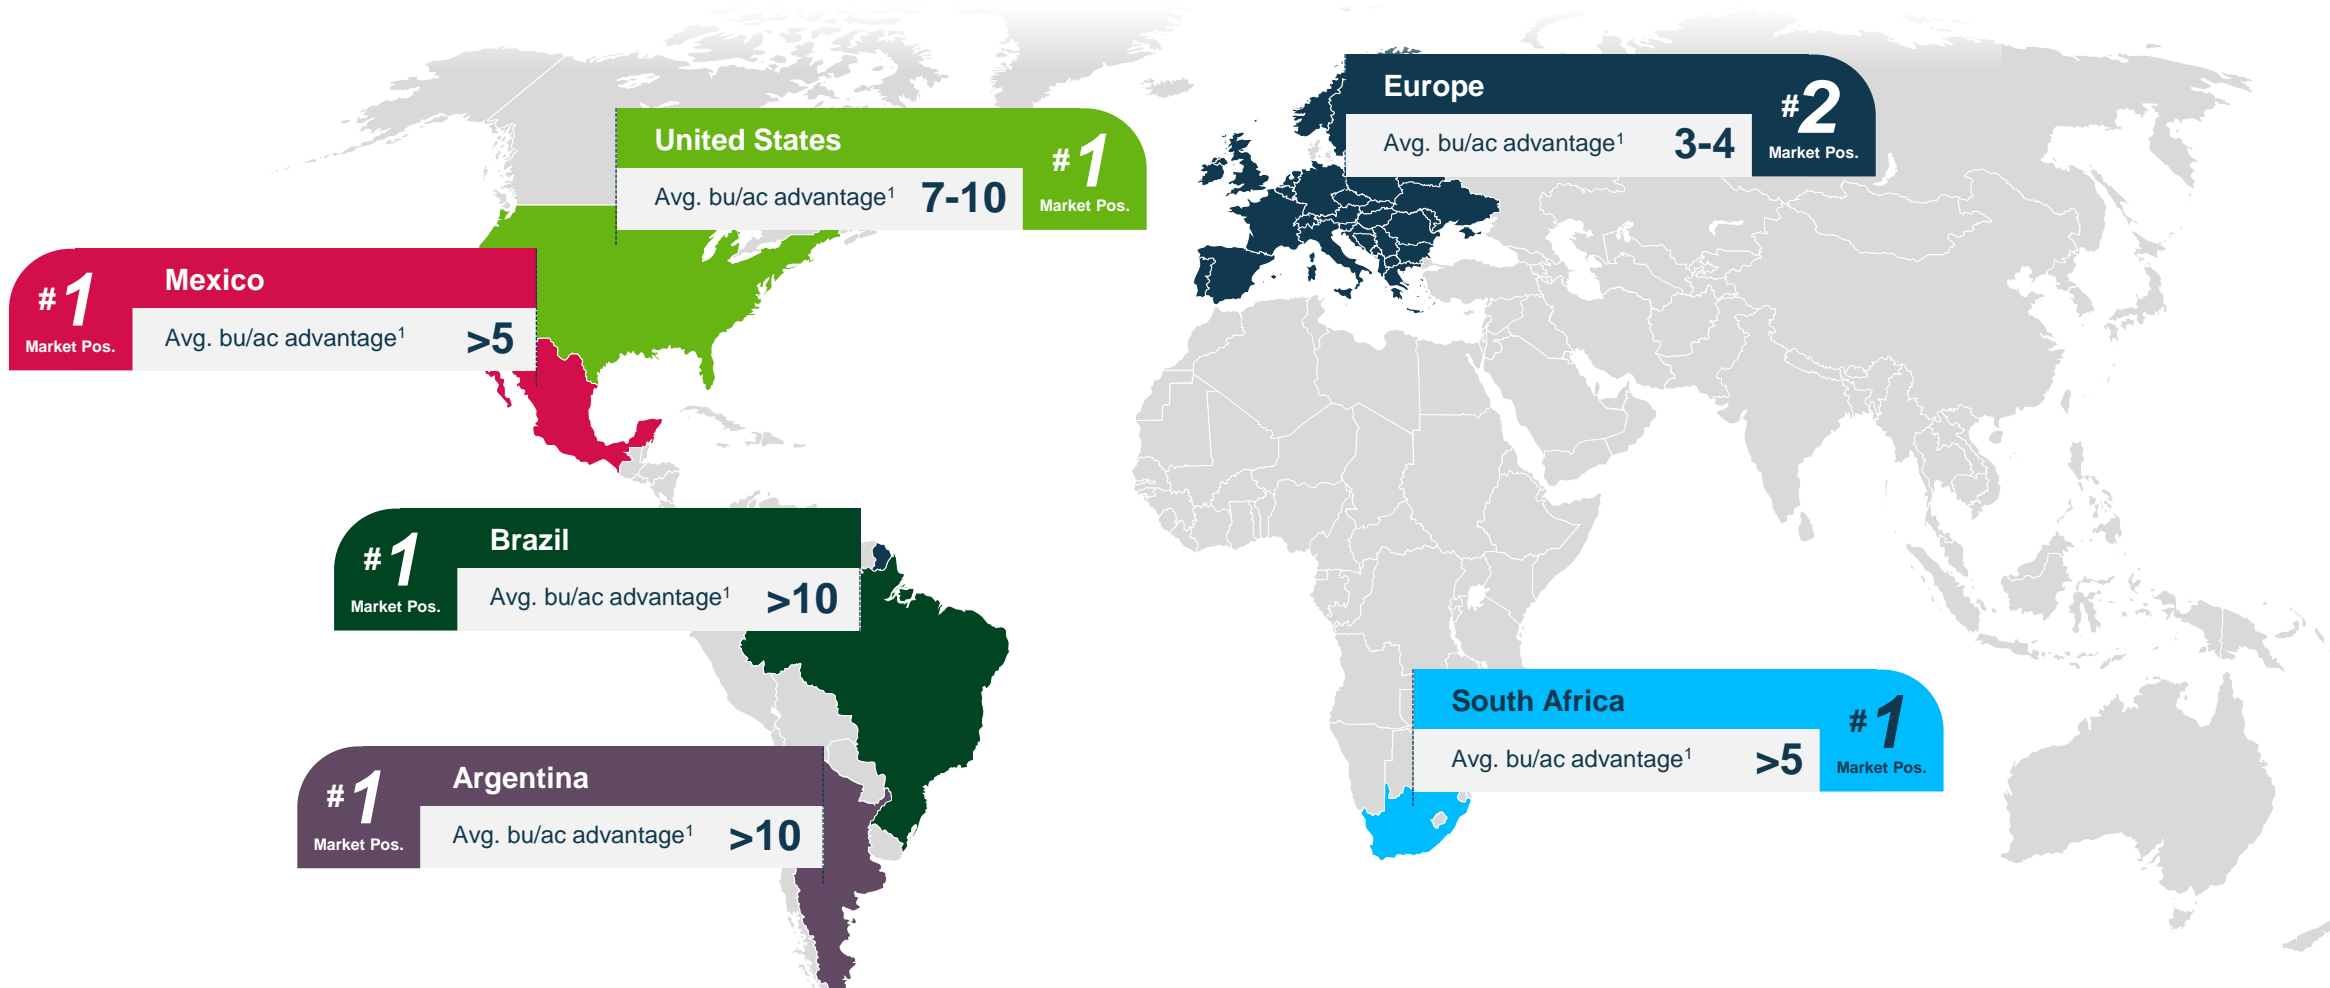 Europe
Avg. bu/ac advantage¹ 3-4
#2
Market Pos.
United States
Avg. bu/ac advantage¹ 7-10
#1
Market Pos.
#1
Market Pos.
Mexico
Avg. bu/ac advantage¹ >5
#1
Market Pos.
Brazil
Avg. bu/ac advantage¹ >10
South Africa
Avg. bu/ac advantage¹ >5
#1
Market Pos.
#1
Market Pos.
Argentina
Avg. bu/ac advantage¹ >10